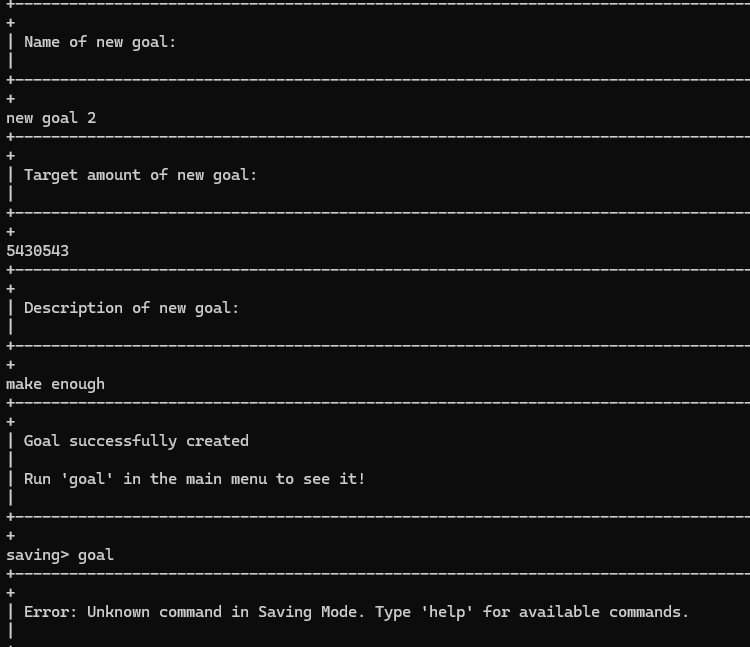 +----------------------------------------------------------------------------------
+
| Name of new goal:
|
+----------------------------------------------------------------------------------
+
new goal 2
+----------------------------------------------------------------------------------
+
| Target amount of new goal:
|
+----------------------------------------------------------------------------------
+
5430543
+----------------------------------------------------------------------------------
+
| Description of new goal:
|
+----------------------------------------------------------------------------------
+
make enough
+----------------------------------------------------------------------------------
+
| Goal successfully created
|
| Run 'goal' in the main menu to see it!
|
+----------------------------------------------------------------------------------
+
saving> goal
+----------------------------------------------------------------------------------
+
| Error: Unknown command in Saving Mode. Type 'help' for available commands.
|